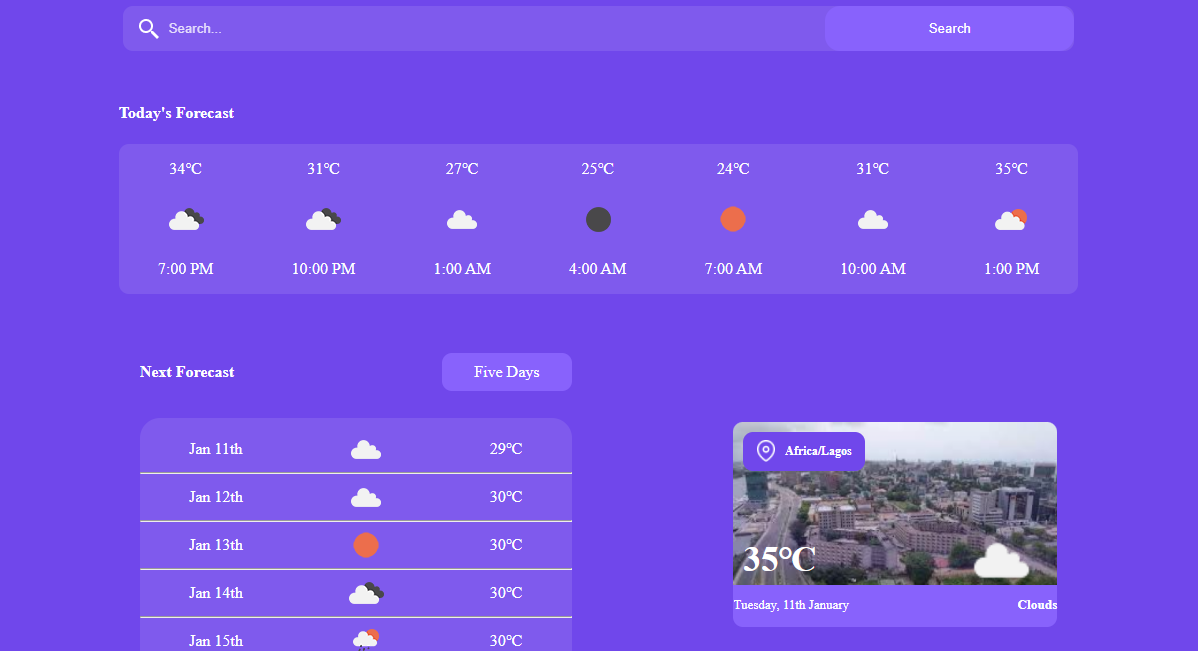 Search...
Search
Today's Forecast
34℃ 31℃ 27℃ 25℃ 24℃ 31℃ 35℃
7:00 PM 10:00 PM 1:00 AM 4:00 AM 7:00 AM 10:00 AM 1:00 PM
Next Forecast
Five Days
Jan 11th 29℃
Jan 12th 30℃
Jan 13th 30℃
Jan 14th 30℃
Jan 15th 30℃
Africa/Lagos
35℃
Tuesday, 11th January
Clouds